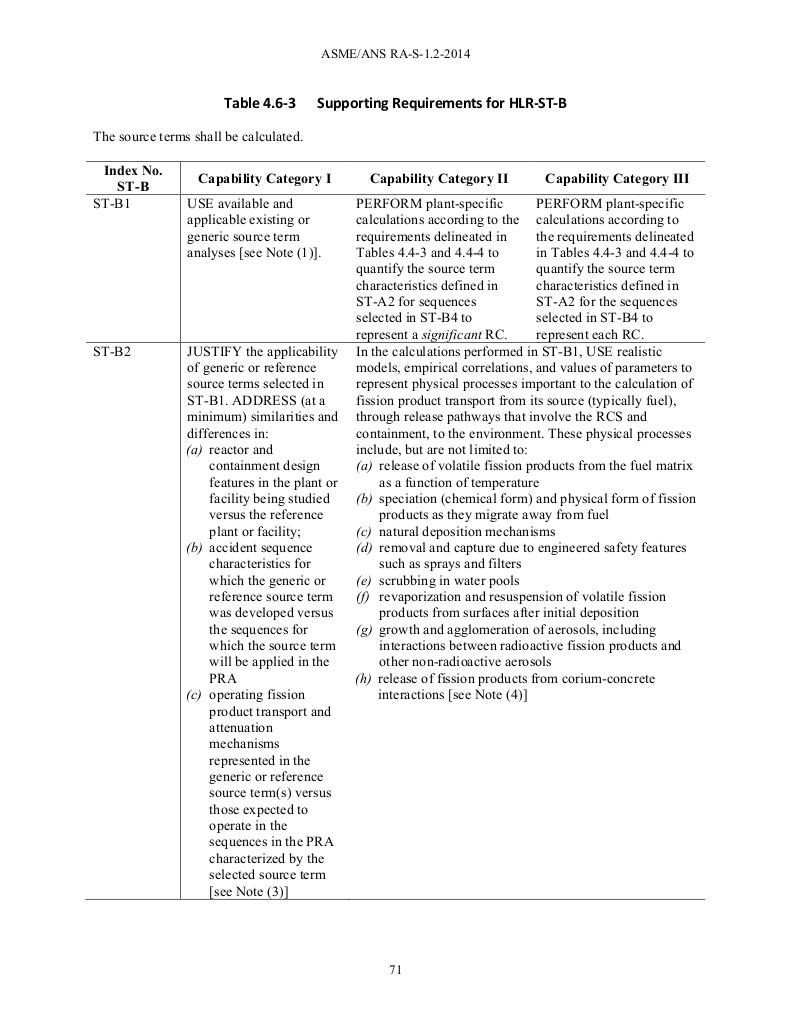 ASME/ANS RA-S-1.2-2014
Table 4.6-3 Supporting Requirements for HLR-ST-B
The source terms shall be calculated.
Index No.
ST-B
Capability Category I
Capability Category II
Capability Category III
ST-B1
USE available and
applicable existing or
generic source term
analyses [see Note (1)].
PERFORM plant-specific
calculations according to the
requirements delineated in
Tables 4.4-3 and 4.4-4 to
quantify the source term
characteristics defined in
ST-A2 for sequences
selected in ST-B4 to
represent a significant RC.
PERFORM plant-specific
calculations according to
the requirements delineated
in Tables 4.4-3 and 4.4-4 to
quantify the source term
characteristics defined in
ST-A2 for the sequences
selected in ST-B4 to
represent each RC.
ST-B2
JUSTIFY the applicability
of generic or reference
source terms selected in
ST-B1. ADDRESS (at a
minimum) similarities and
differences in:
(a) reactor and
containment design
features in the plant or
facility being studied
versus the reference
plant or facility;
(b) accident sequence
characteristics for
which the generic or
reference source term
was developed versus
the sequences for
which the source term
will be applied in the
PRA
(c) operating fission
product transport and
attenuation
mechanisms
represented in the
generic or reference
source term(s) versus
those expected to
operate in the
sequences in the PRA
characterized by the
selected source term
[see Note (3)]
In the calculations performed in ST-B1, USE realistic
models, empirical correlations, and values of parameters to
represent physical processes important to the calculation of
fission product transport from its source (typically fuel),
through release pathways that involve the RCS and
containment, to the environment. These physical processes
include, but are not limited to:
(a) release of volatile fission products from the fuel matrix
as a function of temperature
(b) speciation (chemical form) and physical form of fission
products as they migrate away from fuel
(c) natural deposition mechanisms
(d) removal and capture due to engineered safety features
such as sprays and filters
(e) scrubbing in water pools
(f) revaporization and resuspension of volatile fission
products from surfaces after initial deposition
(g) growth and agglomeration of aerosols, including
interactions between radioactive fission products and
other non-radioactive aerosols
(h) release of fission products from corium-concrete
interactions [see Note (4)]
71